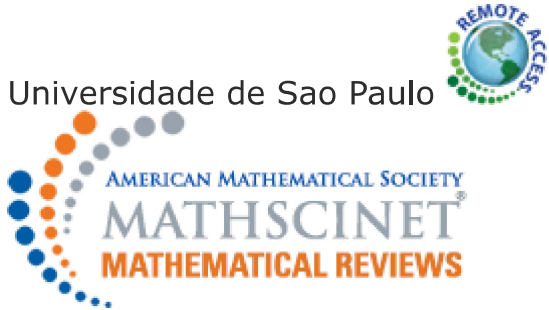 REMOTE ACCESS
Universidade de Sao Paulo
AMERICAN MATHEMATICAL SOCIETY
MATHSCINET®
MATHEMATICAL REVIEWS